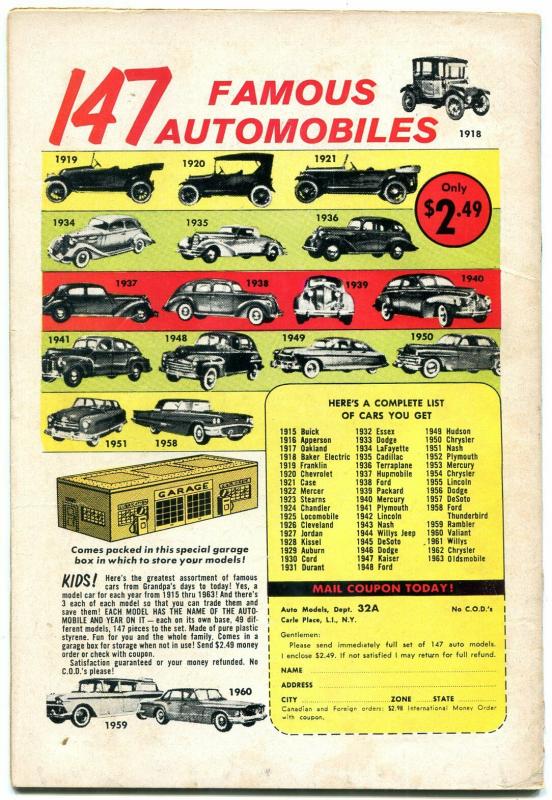 147 FAMOUS
AUTOMOBILES
1918
1919
1920
1921
Only
$2.49
1934
1935
1936
1937
1938
1939
1940
1941
1948
1949
1950
1951
1958
HERE'S A COMPLETE LIST
OF CARS YOU GET
1915 Buick
1916 Apperson
1917 Oakland
1918 Baker Electric
1919 Franklin
1920 Chevrolet
1921 Case
1922 Mercer
1923 Stearns
1924 Chandler
1925 Locomobile
1926 Cleveland
1927 Jordan
1928 Kissel
1929 Auburn
1930 Cord
1931 Durant
1932 Essex
1933 Dodge
1934 LaFayette
1935 Cadillac
1936 Terraplane
1937 Hupmobile
1938 Ford
1939 Packard
1940 Mercury
1941 Plymouth
1942 Lincoln
1943 Nash
1944 Willys Jeep
1945 DeSoto
1946 Dodge
1947 Kaiser
1948 Ford
1949 Hudson
1950 Chrysler
1951 Nash
1952 Plymouth
1953 Mercury
1954 Chrysler
1955 Lincoln
1956 Dodge
1957 DeSoto
1958 Ford
Thunderbird
1959 Rambler
1960 Valiant
1961 Willys
1962 Chrysler
1963 Oldsmobile
GARAGE
Comes packed in this special garage
box in which to store your models!
KIDS! Here's the greatest assortment of famous
cars from Grandpa's days to today! Yes, a
model car for each year from 1915 thru 1963! And there's
3 each of each model so that you can trade them and
save them! EACH MODEL HAS THE NAME OF THE AUTO-
MOBILE AND YEAR ON IT — each on its own base, 49 dif-
ferent models, 147 pieces to the set. Made of pure plastic
styrene. Fun for you and the whole family. Comes in a
garage box for storage when not in use! Send $2.49 money
order or check with coupon.
Satisfaction guaranteed or your money refunded. No
C.O.D.'s please!
1959
1960
MAIL COUPON TODAY!
Auto Models, Dept. 32A No C.O.D.'s
Carle Place, L.I., N.Y.
Gentlemen:
Please send immediately full set of 147 auto models.
I enclose $2.49. If not satisfied I may return for full refund.
NAME
ADDRESS
CITY ZONE STATE
Canadian and Foreign orders: $2.98 International Money Order
with coupon.